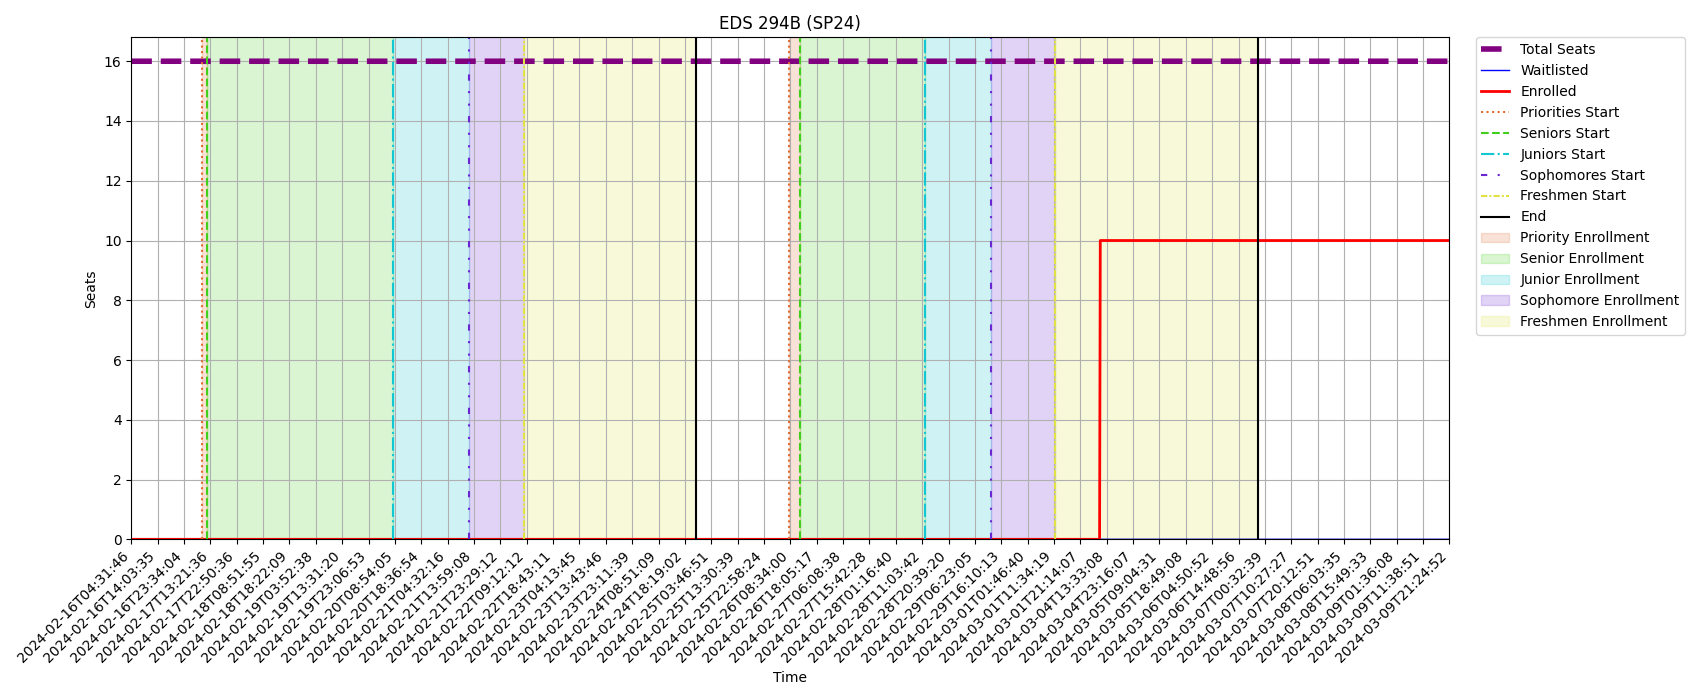 EDS 294B (SP24)
16
14
12
10
8
6
4
2
0
Seats
Total Seats
Waitlisted
Enrolled
Priorities Start
Seniors Start
Juniors Start
Sophomores Start
Freshmen Start
End
Priority Enrollment
Senior Enrollment
Junior Enrollment
Sophomore Enrollment
Freshmen Enrollment
2024-02-16T04:31:46
2024-02-16T14:03:35
2024-02-16T23:34:04
2024-02-17T13:21:36
2024-02-17T22:50:36
2024-02-18T08:51:55
2024-02-18T18:22:09
2024-02-19T03:52:38
2024-02-19T13:31:20
2024-02-19T23:06:53
2024-02-20T08:54:05
2024-02-20T18:36:54
2024-02-21T04:32:16
2024-02-21T13:59:08
2024-02-21T23:29:12
2024-02-22T09:12:12
2024-02-22T18:43:11
2024-02-23T04:13:45
2024-02-23T13:43:46
2024-02-23T23:11:39
2024-02-24T08:51:09
2024-02-24T18:19:02
2024-02-25T03:46:51
2024-02-25T13:30:39
2024-02-25T22:58:24
2024-02-26T08:34:00
2024-02-26T18:05:17
2024-02-27T06:08:38
2024-02-27T15:42:28
2024-02-28T01:16:40
2024-02-28T11:03:42
2024-02-28T20:39:20
2024-02-29T06:23:05
2024-02-29T16:10:13
2024-03-01T01:46:40
2024-03-01T11:34:19
2024-03-01T21:14:07
2024-03-04T13:33:08
2024-03-04T23:16:07
2024-03-05T09:04:31
2024-03-05T18:49:08
2024-03-06T04:50:52
2024-03-06T14:48:56
2024-03-07T00:32:39
2024-03-07T10:27:27
2024-03-07T20:12:51
2024-03-08T06:03:35
2024-03-08T15:49:33
2024-03-09T01:36:08
2024-03-09T11:38:51
2024-03-09T21:24:52
Time